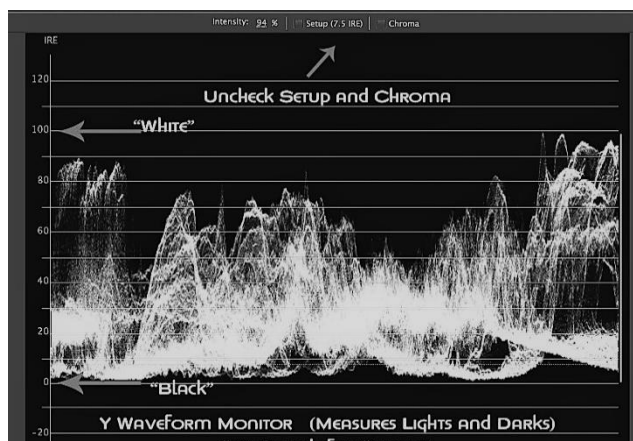 Intensity: 94 % Setup (7.5 IRE) Chroma
IRE
120
Uncheck Setup and Chroma
100 "White"
80
60
40
20
0
"Black"
Y Waveform Monitor (Measures Lights and Darks)
-20